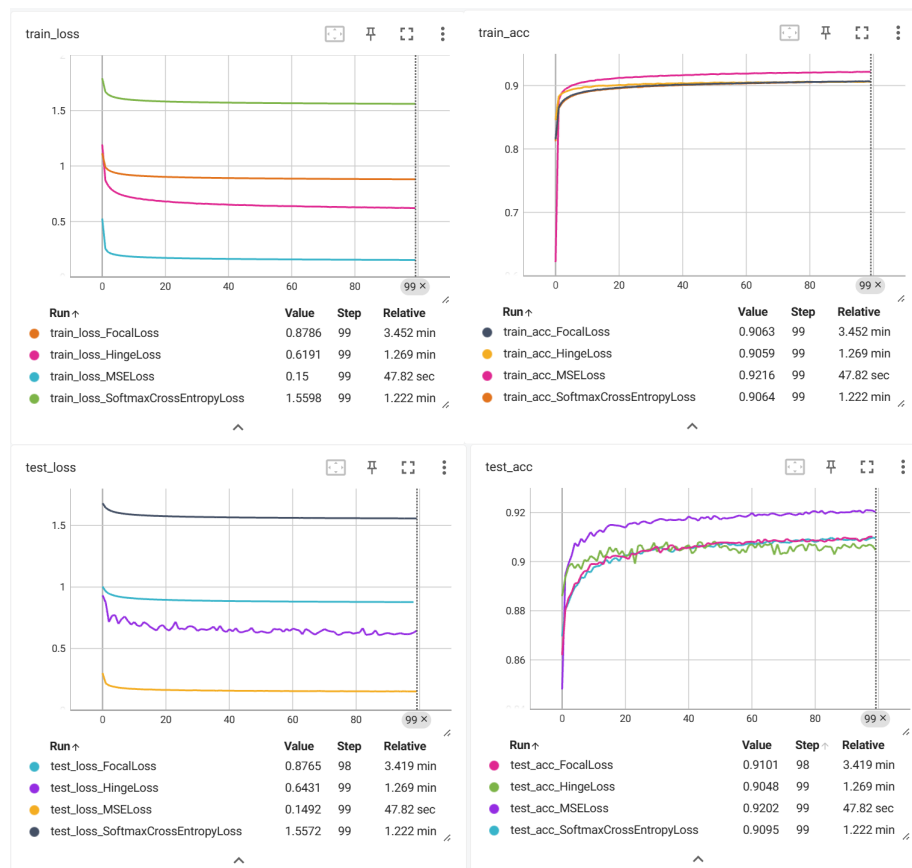 train_loss
1.5
1
0.5
0 20 40 60 80 99 ×
Run↑ Value Step Relative
train_loss_FocalLoss 0.8786 99 3.452 min
train_loss_HingeLoss 0.6191 99 1.269 min
train_loss_MSELoss 0.15 99 47.82 sec
train_loss_SoftmaxCrossEntropyLoss 1.5598 99 1.222 min
train_acc
0.9
0.8
0.7
0 20 40 60 80 99 ×
Run↑ Value Step Relative
train_acc_FocalLoss 0.9063 99 3.452 min
train_acc_HingeLoss 0.9059 99 1.269 min
train_acc_MSELoss 0.9216 99 47.82 sec
train_acc_SoftmaxCrossEntropyLoss 0.9064 99 1.222 min
test_loss
1.5
1
0.5
0 20 40 60 80 99 ×
Run↑ Value Step Relative
test_loss_FocalLoss 0.8765 98 3.419 min
test_loss_HingeLoss 0.6431 99 1.269 min
test_loss_MSELoss 0.1492 99 47.82 sec
test_loss_SoftmaxCrossEntropyLoss 1.5572 99 1.222 min
test_acc
0.92
0.9
0.88
0.86
0 20 40 60 80 99 ×
Run↑ Value Step↑ Relative
test_acc_FocalLoss 0.9101 98 3.419 min
test_acc_HingeLoss 0.9048 99 1.269 min
test_acc_MSELoss 0.9202 99 47.82 sec
test_acc_SoftmaxCrossEntropyLoss 0.9095 99 1.222 min